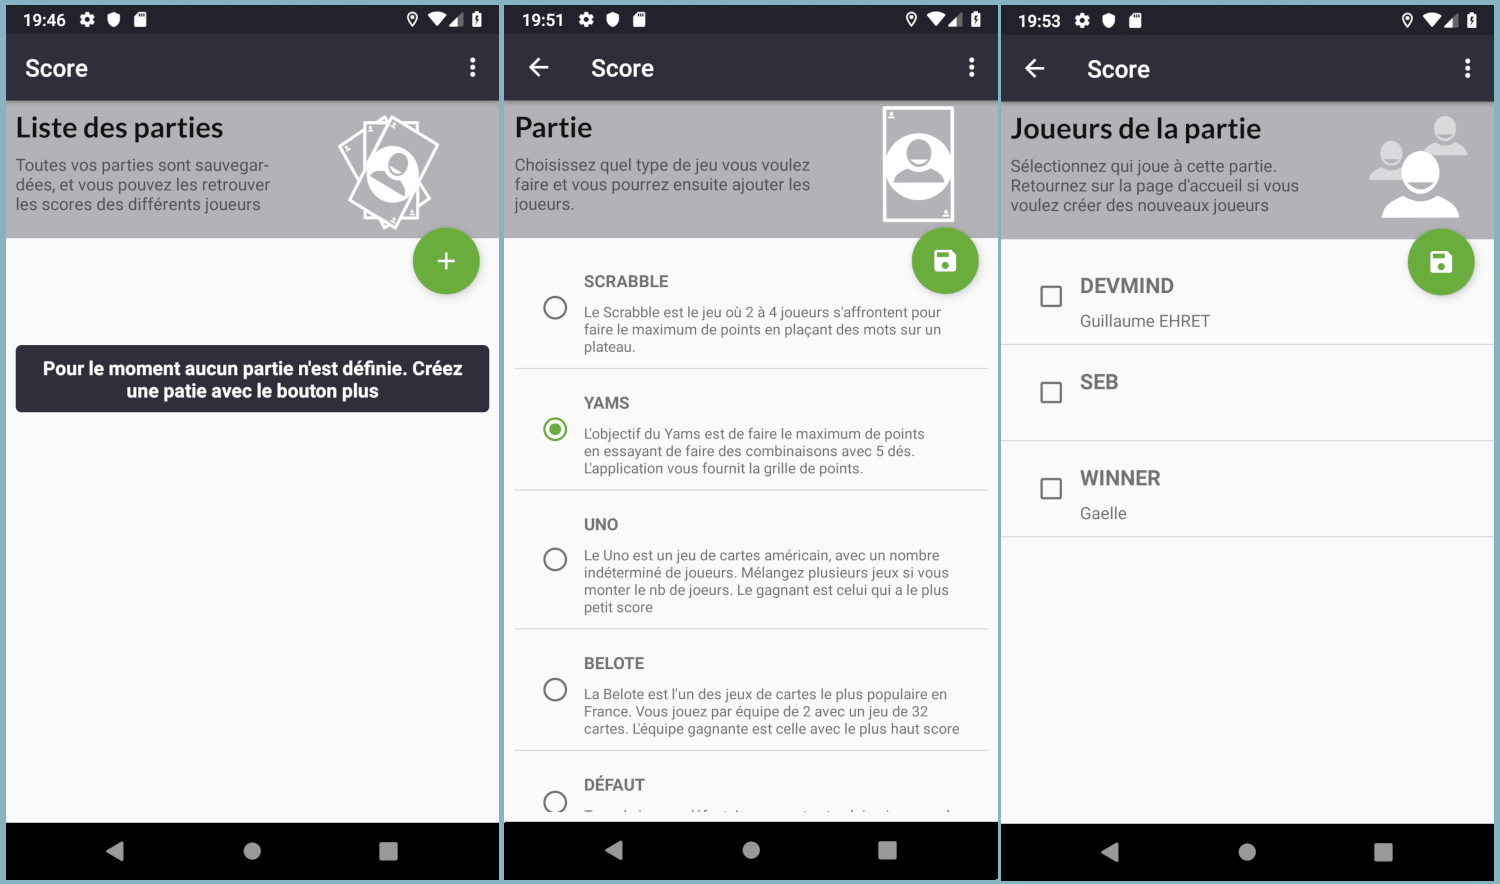 19:46
Score
Liste des parties
Toutes vos parties sont sauvegar-
dées, et vous pouvez les retrouver
les scores des différents joueurs
Pour le moment aucun partie n'est définie. Créez
une patie avec le bouton plus
19:51
Score
Partie
Choisissez quel type de jeu vous voulez
faire et vous pourrez ensuite ajouter les
joueurs.
SCRABBLE
Le Scrabble est le jeu où 2 à 4 joueurs s'affrontent pour
faire le maximum de points en plaçant des mots sur un
plateau.
YAMS
L'objectif du Yams est de faire le maximum de points
en essayant de faire des combinaisons avec 5 dés.
L'application vous fournit la grille de points.
UNO
Le Uno est un jeu de cartes américain, avec un nombre
indéterminé de joueurs. Mélangez plusieurs jeux si vous
monter le nb de joeurs. Le gagnant est celui qui a le plus
petit score
BELOTE
La Belote est l'un des jeux de cartes le plus populaire en
France. Vous jouez par équipe de 2 avec un jeu de 32
cartes. L'équipe gagnante est celle avec le plus haut score
DÉFAUT
19:53
Score
Joueurs de la partie
Sélectionnez qui joue à cette partie.
Retournez sur la page d'accueil si vous
voulez créer des nouveaux joueurs
DEVMIND
Guillaume EHRET
SEB
WINNER
Gaelle